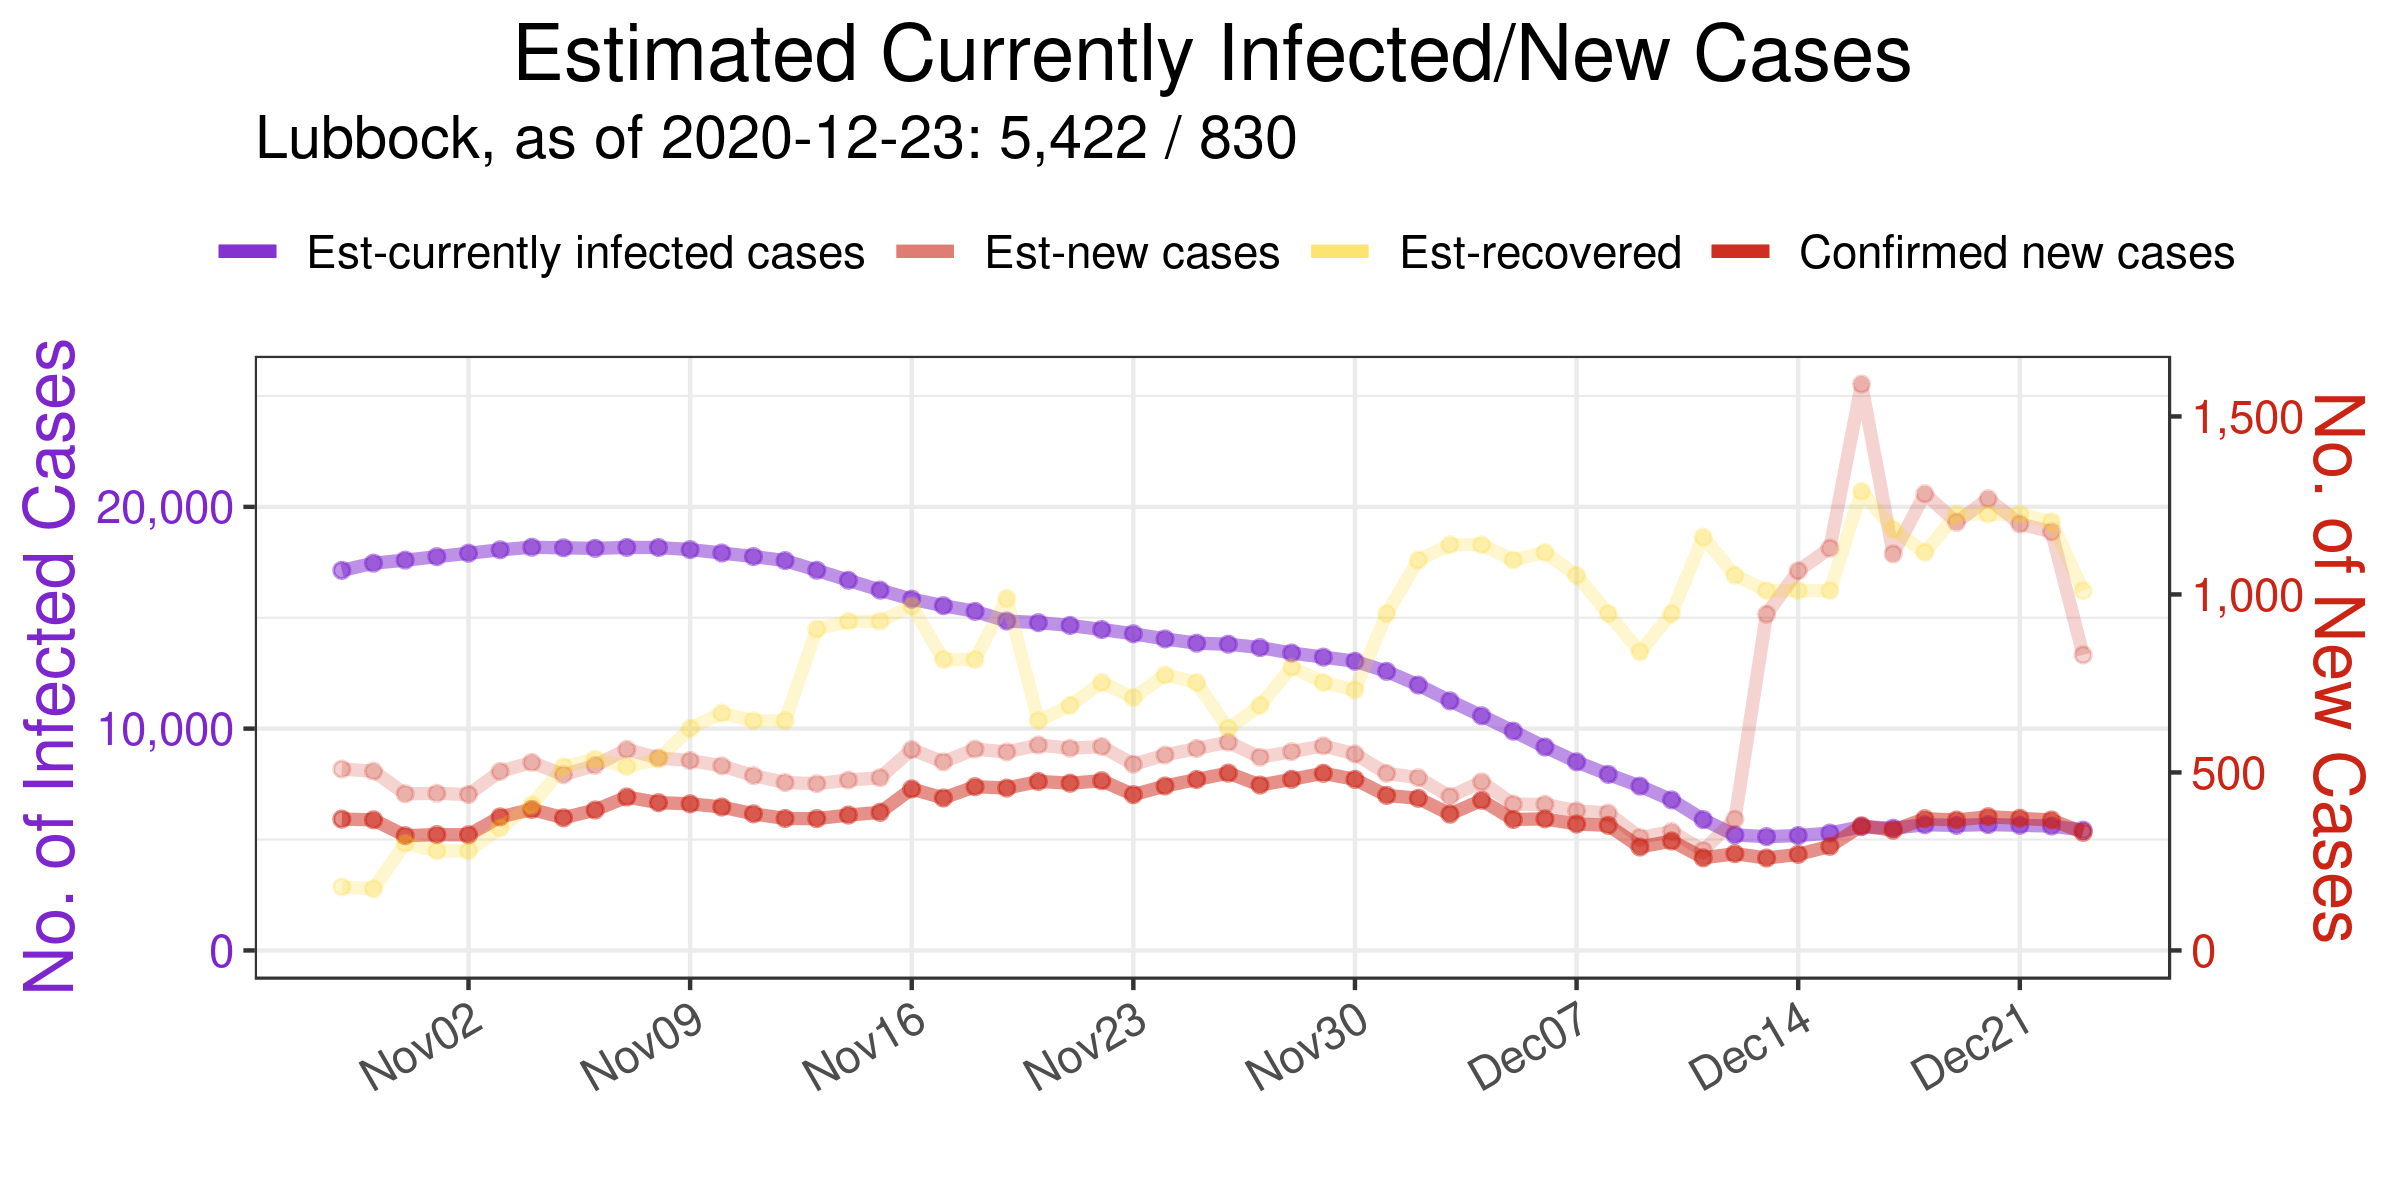 Estimated Currently Infected/New Cases
Lubbock, as of 2020-12-23: 5,422 / 830
Est-currently infected cases Est-new cases Est-recovered Confirmed new cases
No. of Infected Cases
20,000
10,000
0
1,500
1,000
500
0
No. of New Cases
Nov02 Nov09 Nov16 Nov23 Nov30 Dec07 Dec14 Dec21